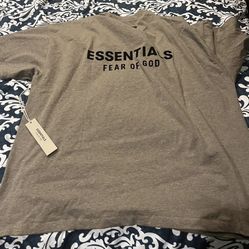 ESSENTIALS
FEAR OF GOD